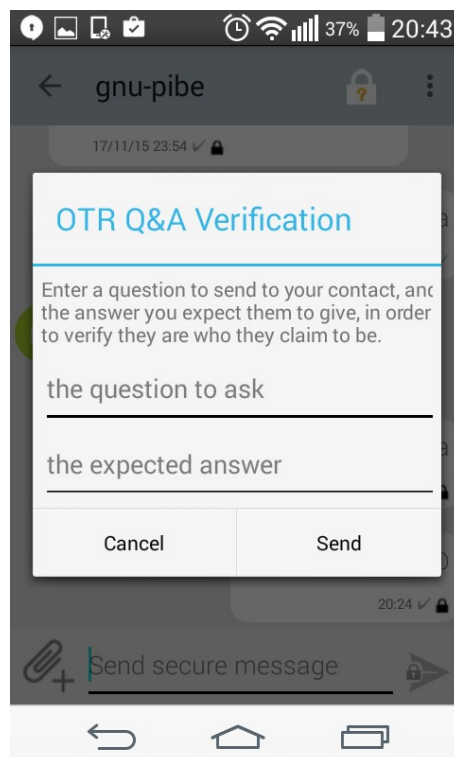 37% 20:43
gnu-pibe
17/11/15 23:54
OTR Q&A Verification
Enter a question to send to your contact, and
the answer you expect them to give, in order
to verify they are who they claim to be.
the question to ask
the expected answer
Cancel Send
20:24
Send secure message